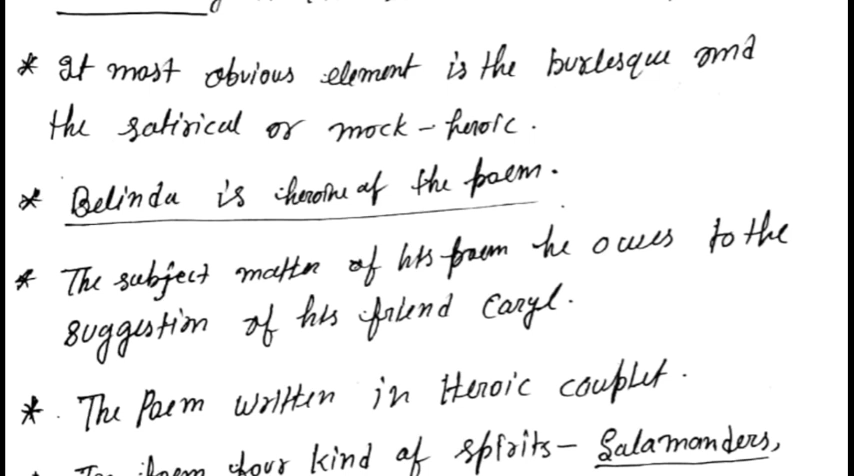 * It most obvious element is the burlesque and
the satirical or mock-heroic.
* Belinda is heroine of the poem.
* The subject matter of his poem he owes to the
suggestion of his friend Caryl.
* The Poem written in Heroic couplet.
poem four kind of spirits- Salamanders,